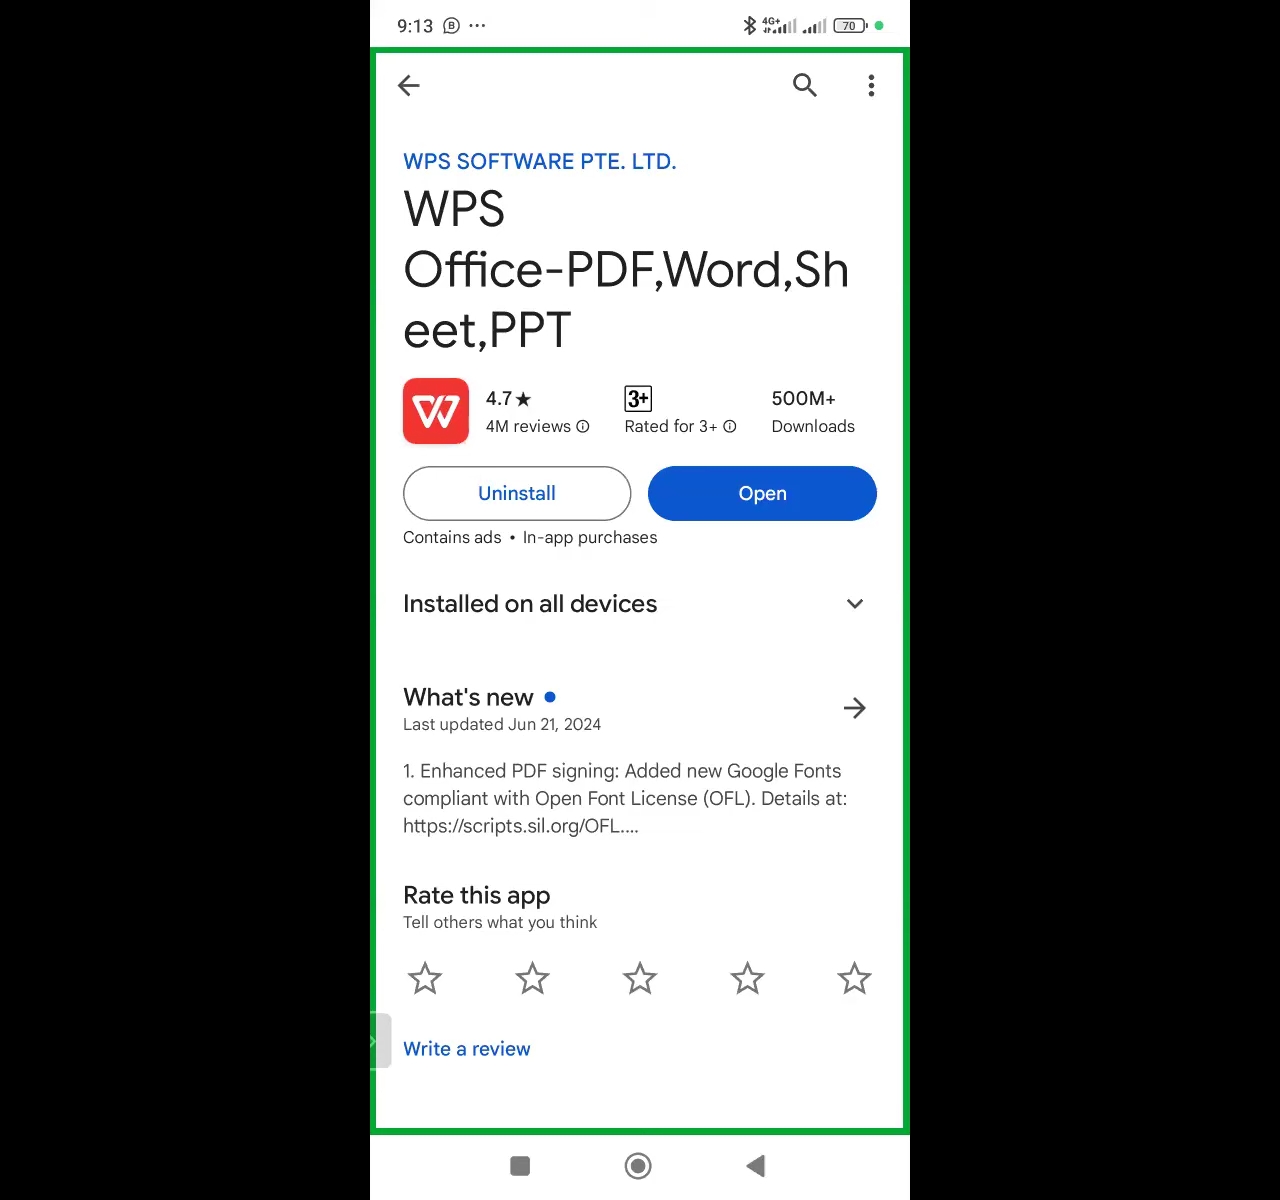 9:13
4G+
70
WPS SOFTWARE PTE. LTD.
WPS
Office-PDF,Word,Sh
eet,PPT
4.7★ 3+ 500M+
4M reviews Rated for 3+ Downloads
Uninstall Open
Contains ads • In-app purchases
Installed on all devices
What's new
Last updated Jun 21, 2024
1. Enhanced PDF signing: Added new Google Fonts
compliant with Open Font License (OFL). Details at:
https://scripts.sil.org/OFL....
Rate this app
Tell others what you think
Write a review